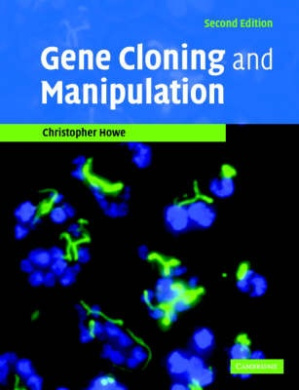 Second Edition
Gene Cloning and
Manipulation
Christopher Howe
CAMBRIDGE